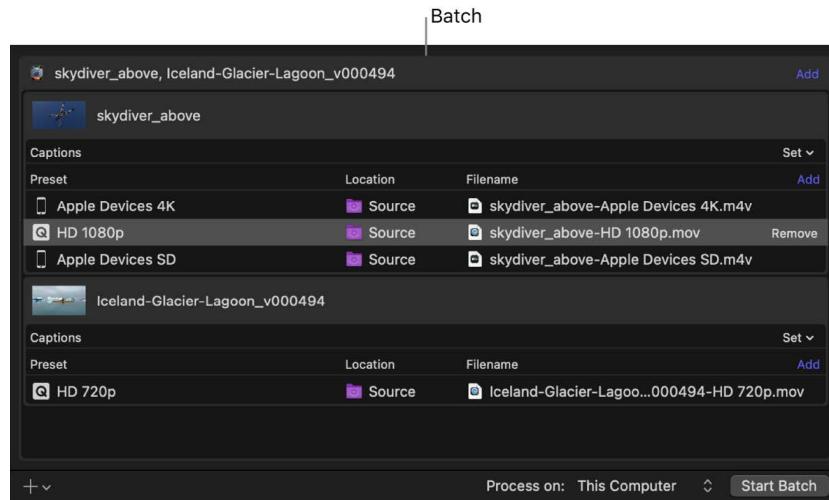 Batch
skydiver_above, Iceland-Glacier-Lagoon_v000494 Add
skydiver_above
Captions Set
Preset Location Filename Add
Apple Devices 4K Source skydiver_above-Apple Devices 4K.m4v
HD 1080p Source skydiver_above-HD 1080p.mov Remove
Apple Devices SD Source skydiver_above-Apple Devices SD.m4v
Iceland-Glacier-Lagoon_v000494
Captions Set
Preset Location Filename Add
HD 720p Source Iceland-Glacier-Lagoo...000494-HD 720p.mov
Process on: This Computer Start Batch